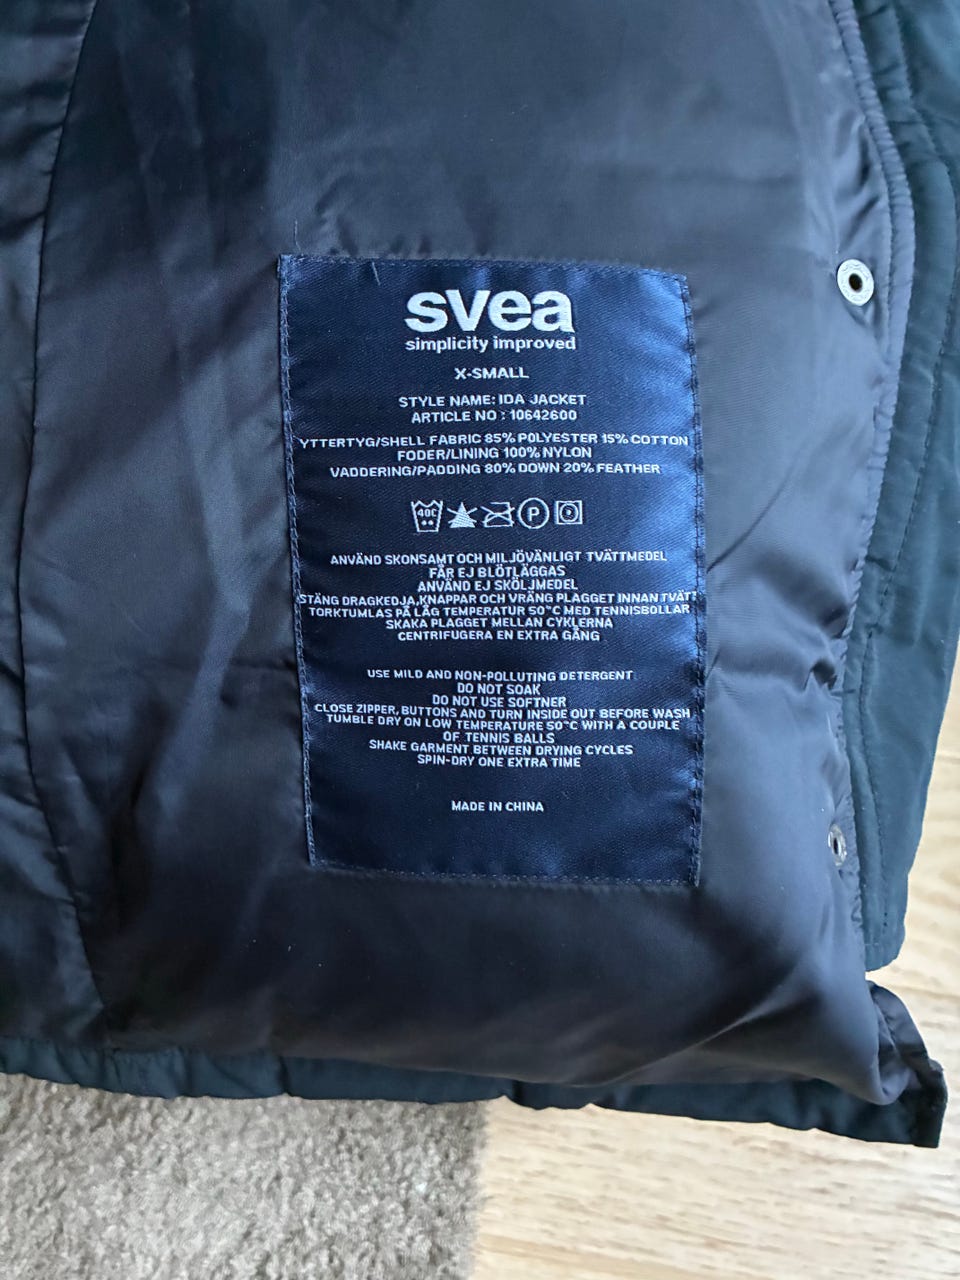 svea
simplicity improved
X-SMALL
STYLE NAME: IDA JACKET
ARTICLE NO : 10642600
YTTERTYG/SHELL FABRIC 85% POLYESTER 15% COTTON
FODER/LINING 100% NYLON
VADDERING/PADDING 80% DOWN 20% FEATHER
40C P
ANVÄND SKONSAMT OCH MILJÖVÄNLIGT TVÄTTMEDEL
FÅR EJ BLÖTLÄGGAS
ANVÄND EJ SKÖLJMEDEL
STÄNG DRAGKEDJA,KNAPPAR OCH VRÄNG PLAGGET INNAN TVÄTT
TORKTUMLAS PÅ LÅG TEMPERATUR 50°C MED TENNISBOLLAR
SKAKA PLAGGET MELLAN CYKLERNA
CENTRIFUGERA EN EXTRA GÅNG
USE MILD AND NON-POLLUTING DETERGENT
DO NOT SOAK
DO NOT USE SOFTNER
CLOSE ZIPPER, BUTTONS AND TURN INSIDE OUT BEFORE WASH
TUMBLE DRY ON LOW TEMPERATURE 50°C WITH A COUPLE
OF TENNIS BALLS
SHAKE GARMENT BETWEEN DRYING CYCLES
SPIN-DRY ONE EXTRA TIME
MADE IN CHINA